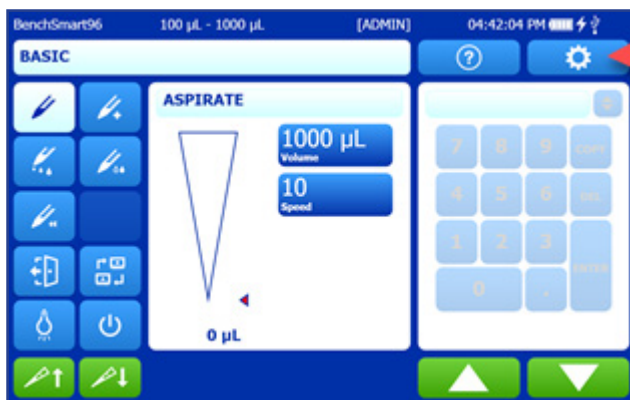 BenchSmart96 100 µL - 1000 µL [ADMIN] 04:42:04 PM
BASIC
ASPIRATE
1000 µL
Volume
10
Speed
0 µL
7 8 9 COPY
4 5 6 DEL
1 2 3
ENTER
0 .